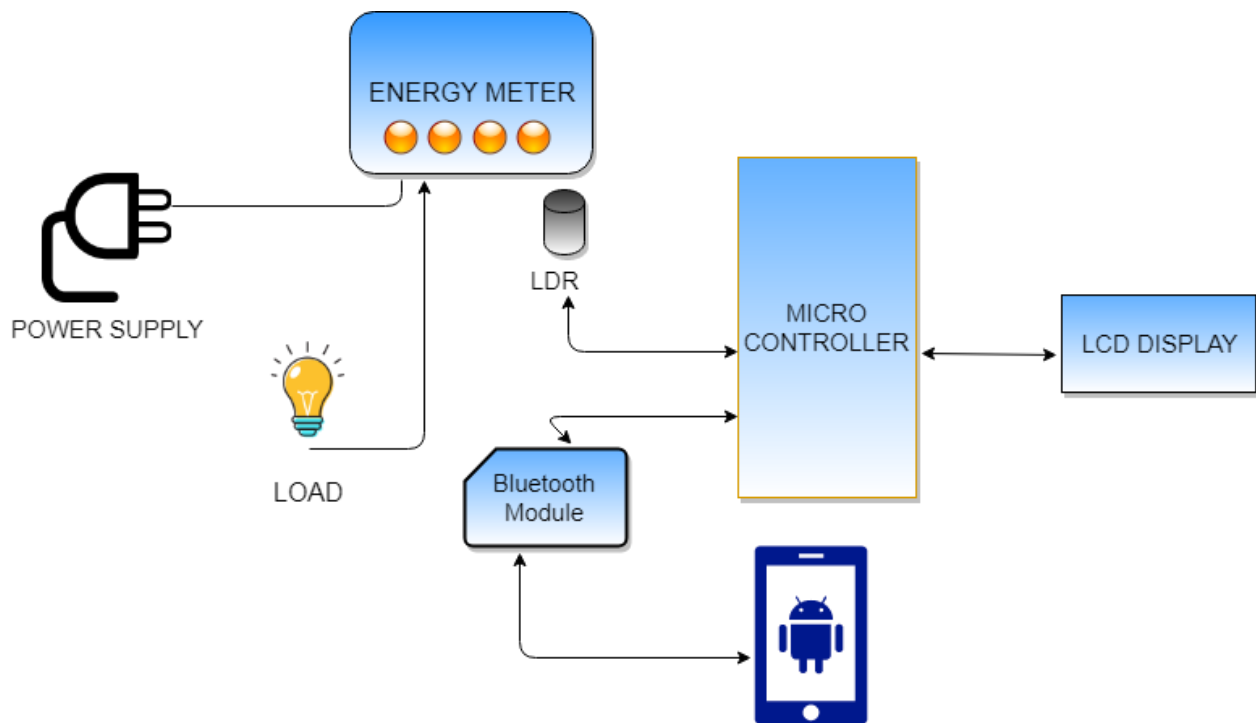 ENERGY METER
POWER SUPPLY
LDR
LOAD
MICRO
CONTROLLER
LCD DISPLAY
Bluetooth
Module